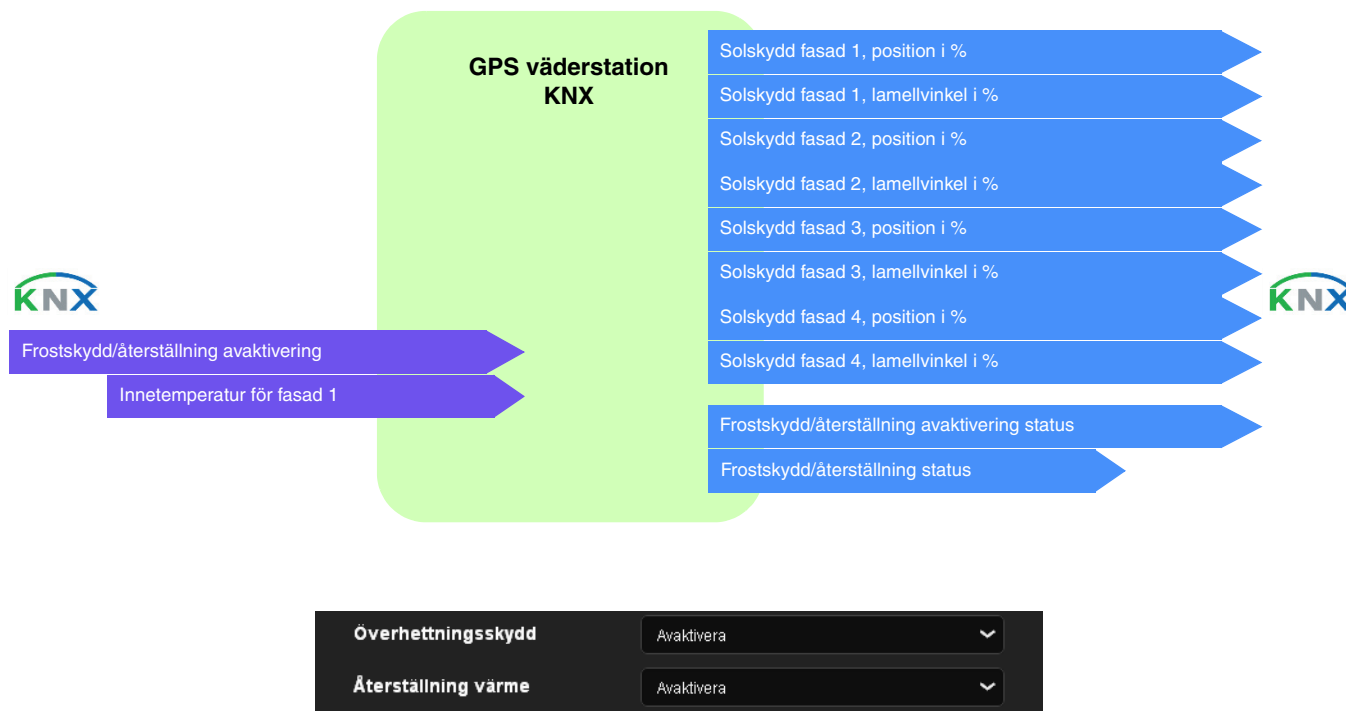 GPS väderstation
KNX
Solskydd fasad 1, position i %
Solskydd fasad 1, lamellvinkel i %
Solskydd fasad 2, position i %
Solskydd fasad 2, lamellvinkel i %
Solskydd fasad 3, position i %
Solskydd fasad 3, lamellvinkel i %
Solskydd fasad 4, position i %
Solskydd fasad 4, lamellvinkel i %
KNX
KNX
Frostskydd/återställning avaktivering
Innetemperatur för fasad 1
Frostskydd/återställning avaktivering status
Frostskydd/återställning status
Överhettningsskydd Avaktivera
Återställning värme Avaktivera